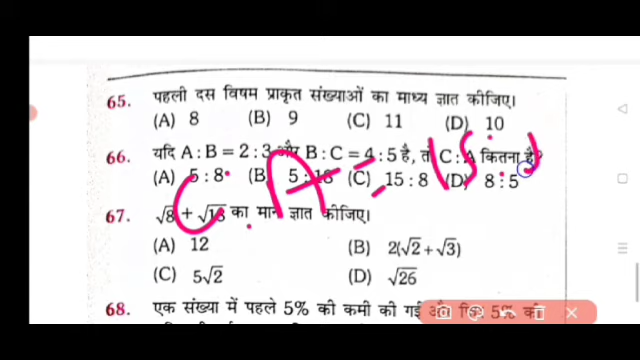 65. पहली दस विषम प्राकृत संख्याओं का माध्य ज्ञात कीजिए।
(A) 8 (B) 9 (C) 11 (D) 10
66. यदि A : B = 2 : 3 और B : C = 4 : 5 है, तो C : A कितना है?
(A) 5 : 8 (B) 5 : 18 (C) 15 : 8 (D) 8 : 5
67. √8 + √18 का मान ज्ञात कीजिए।
(A) 12 (B) 2(√2 + √3)
(C) 5√2 (D) √26
68. एक संख्या में पहले 5% की कमी की गई और फिर 5% की
C : A = 15 :